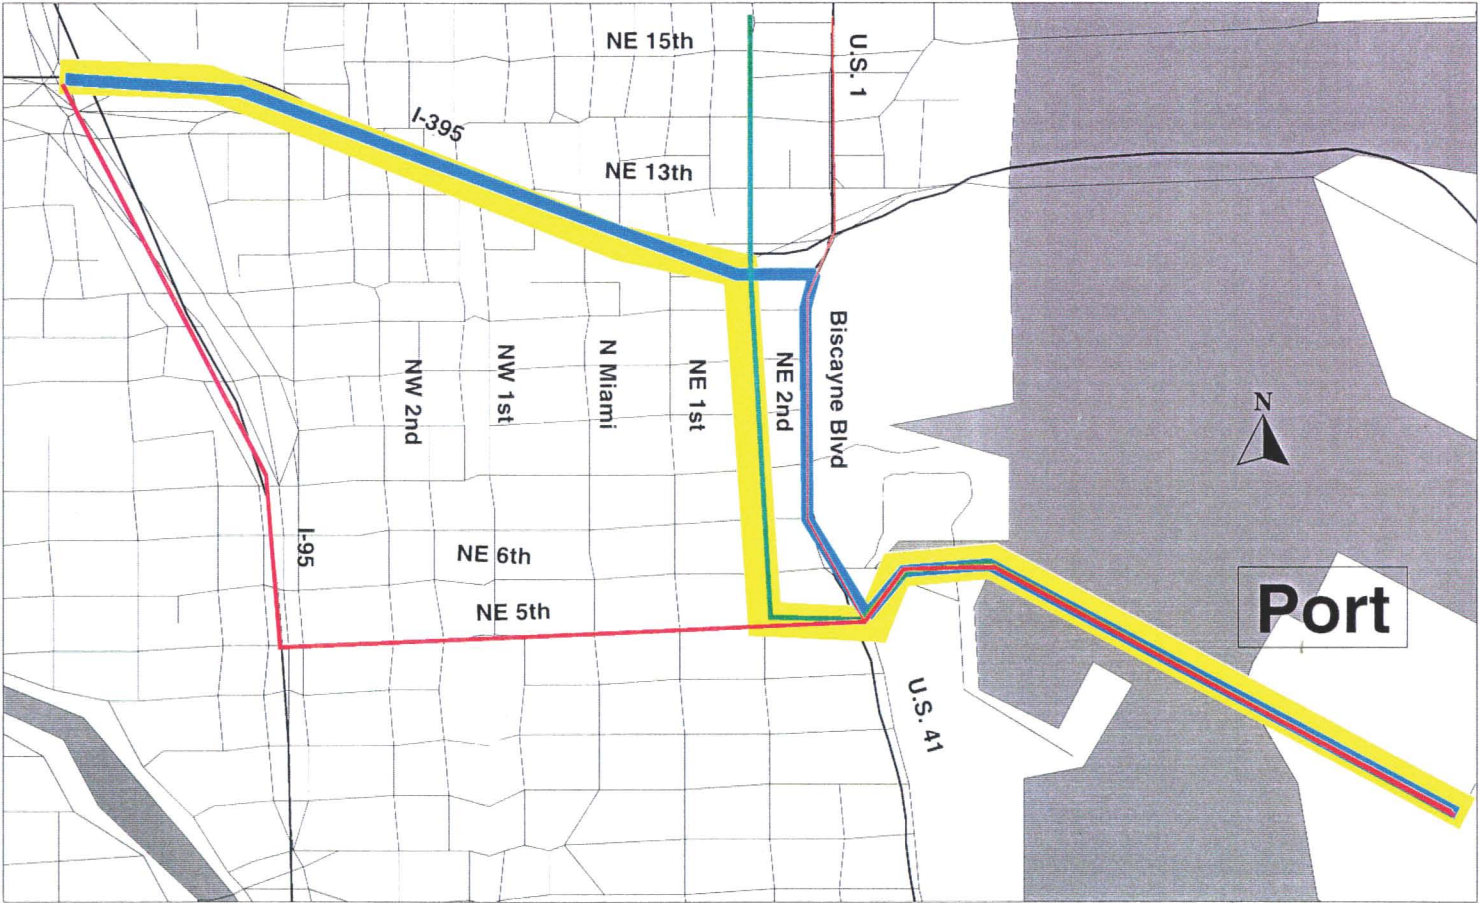 NE 15th
U.S. 1
I-395
NE 13th
Biscayne Blvd
NE 2nd
NE 1st
N Miami
NW 1st
NW 2nd
N
I-95
NE 6th
NE 5th
Port
U.S. 41